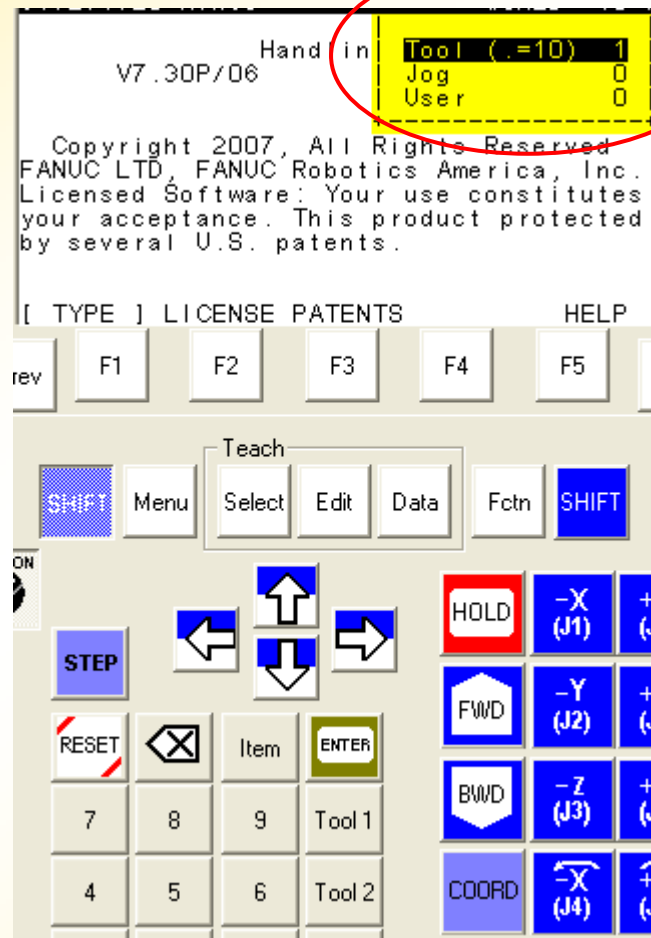 Handlin
V7.30P/06
Tool (.=10) 1
Jog 0
User 0
Copyright 2007, All Rights Reserved
FANUC LTD, FANUC Robotics America, Inc.
Licensed Software: Your use constitutes
your acceptance. This product protected
by several U.S. patents.
[ TYPE ] LICENSE PATENTS HELP
rev F1 F2 F3 F4 F5
Teach
SHIFT Menu Select Edit Data Fctn SHIFT
ON
HOLD -X (J1)
STEP
FWD -Y (J2)
RESET Item ENTER
BWD -Z (J3)
7 8 9 Tool 1
4 5 6 Tool 2
COORD -X (J4)